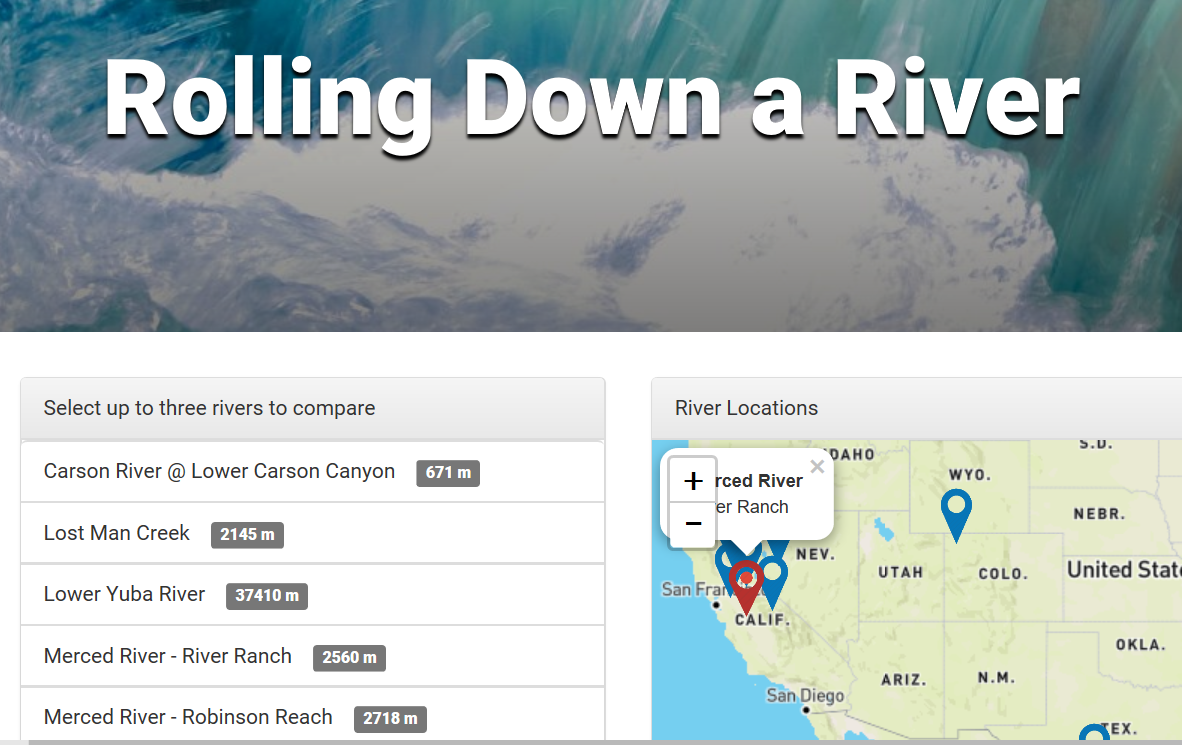 Rolling Down a River
Select up to three rivers to compare
Carson River @ Lower Carson Canyon 671 m
Lost Man Creek 2145 m
Lower Yuba River 37410 m
Merced River - River Ranch 2560 m
Merced River - Robinson Reach 2718 m
River Locations
+
−
×
rced River
er Ranch
DAHO
S.D.
WYO.
NEBR.
NEV.
UTAH
COLO.
United State
San Fran
CALIF.
OKLA.
ARIZ.
N.M.
San Diego
TEX.